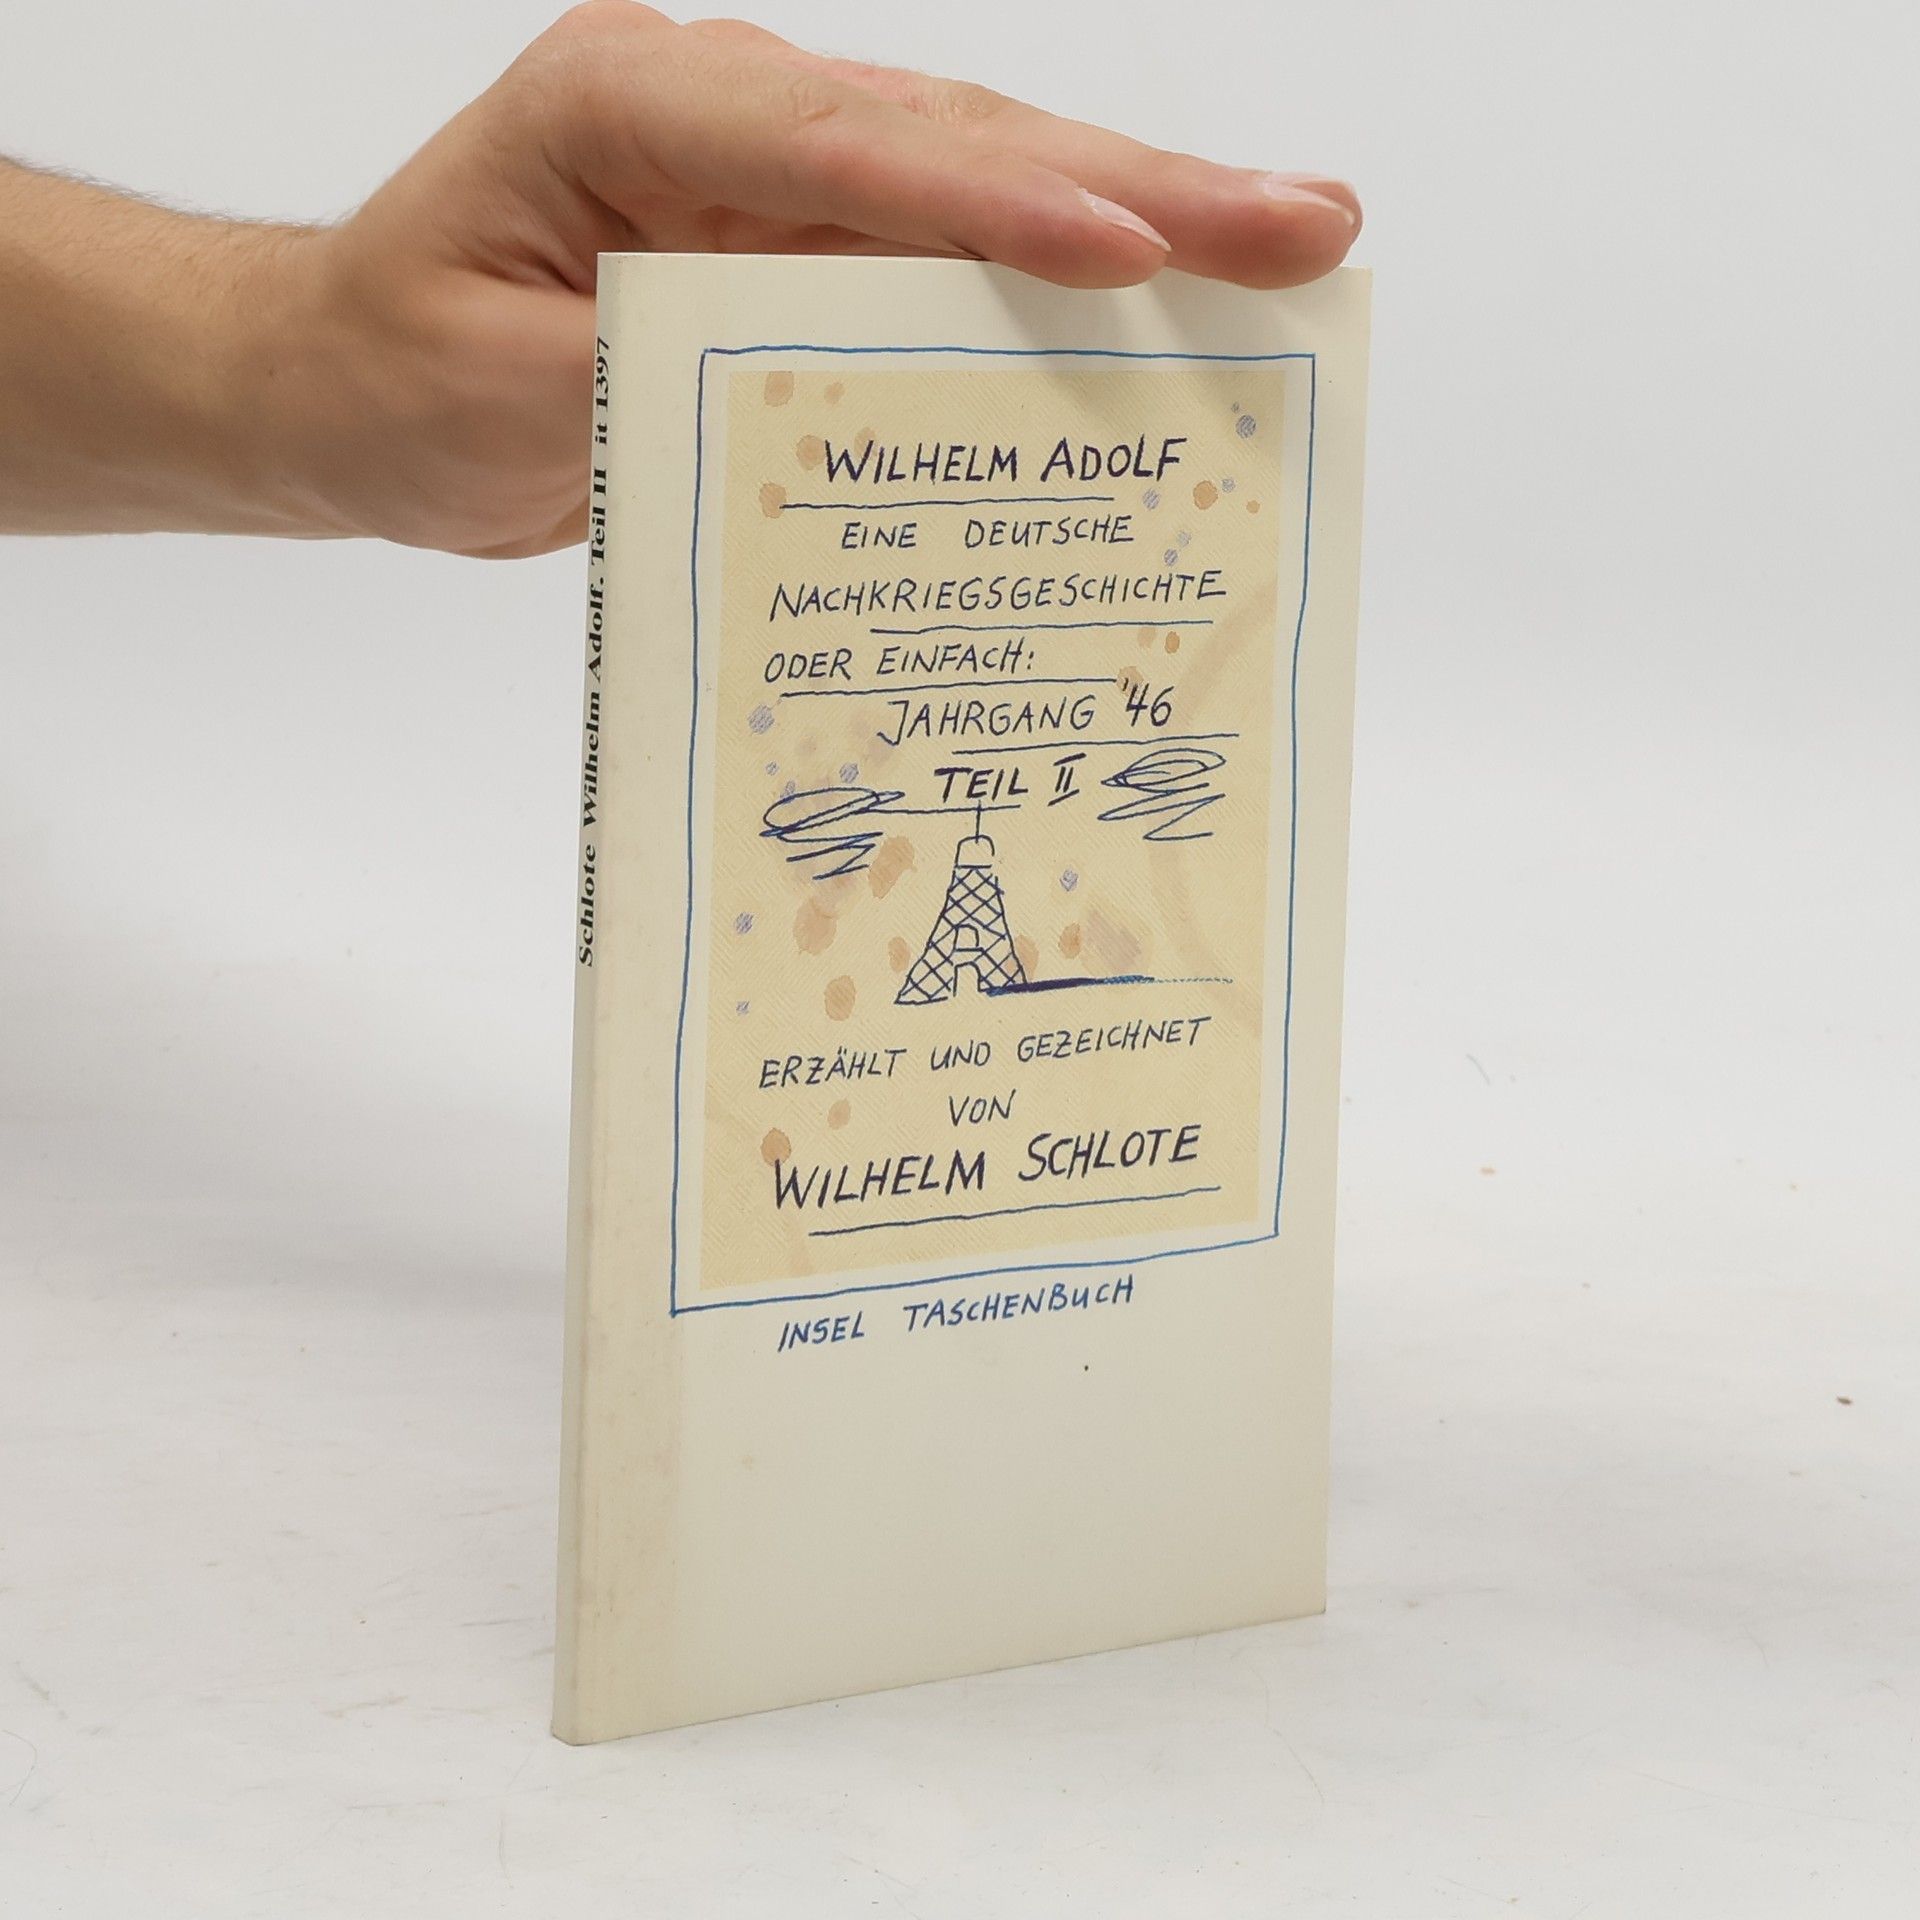 Schlote Wilhelm Adolf. Teil II it 1397
WILHELM ADOLF
EINE DEUTSCHE
NACHKRIEGSGESCHICHTE
ODER EINFACH:
JAHRGANG '46
TEIL II
ERZÄHLT UND GEZEICHNET
VON
WILHELM SCHLOTE
INSEL TASCHENBUCH